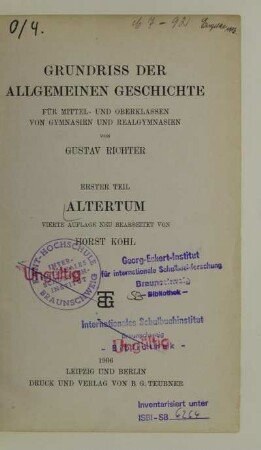 0/4.
GRUNDRISS DER
ALLGEMEINEN GESCHICHTE
FÜR MITTEL- UND OBERKLASSEN
VON GYMNASIEN UND REALGYMNASIEN
VON
GUSTAV RICHTER
ERSTER TEIL
ALTERTUM
VIERTE AUFLAGE NEU BEARBEITET VON
HORST KOHL
Ungültig
Georg-Eckert-Institut
für internationale Schulbuchforschung
Braunschweig
- Bibliothek -
Internationales Schulbuchinstitut
Ungültig
1906
LEIPZIG UND BERLIN
DRUCK UND VERLAG VON B. G. TEUBNER
Inventarisiert unter
ISBI - SB